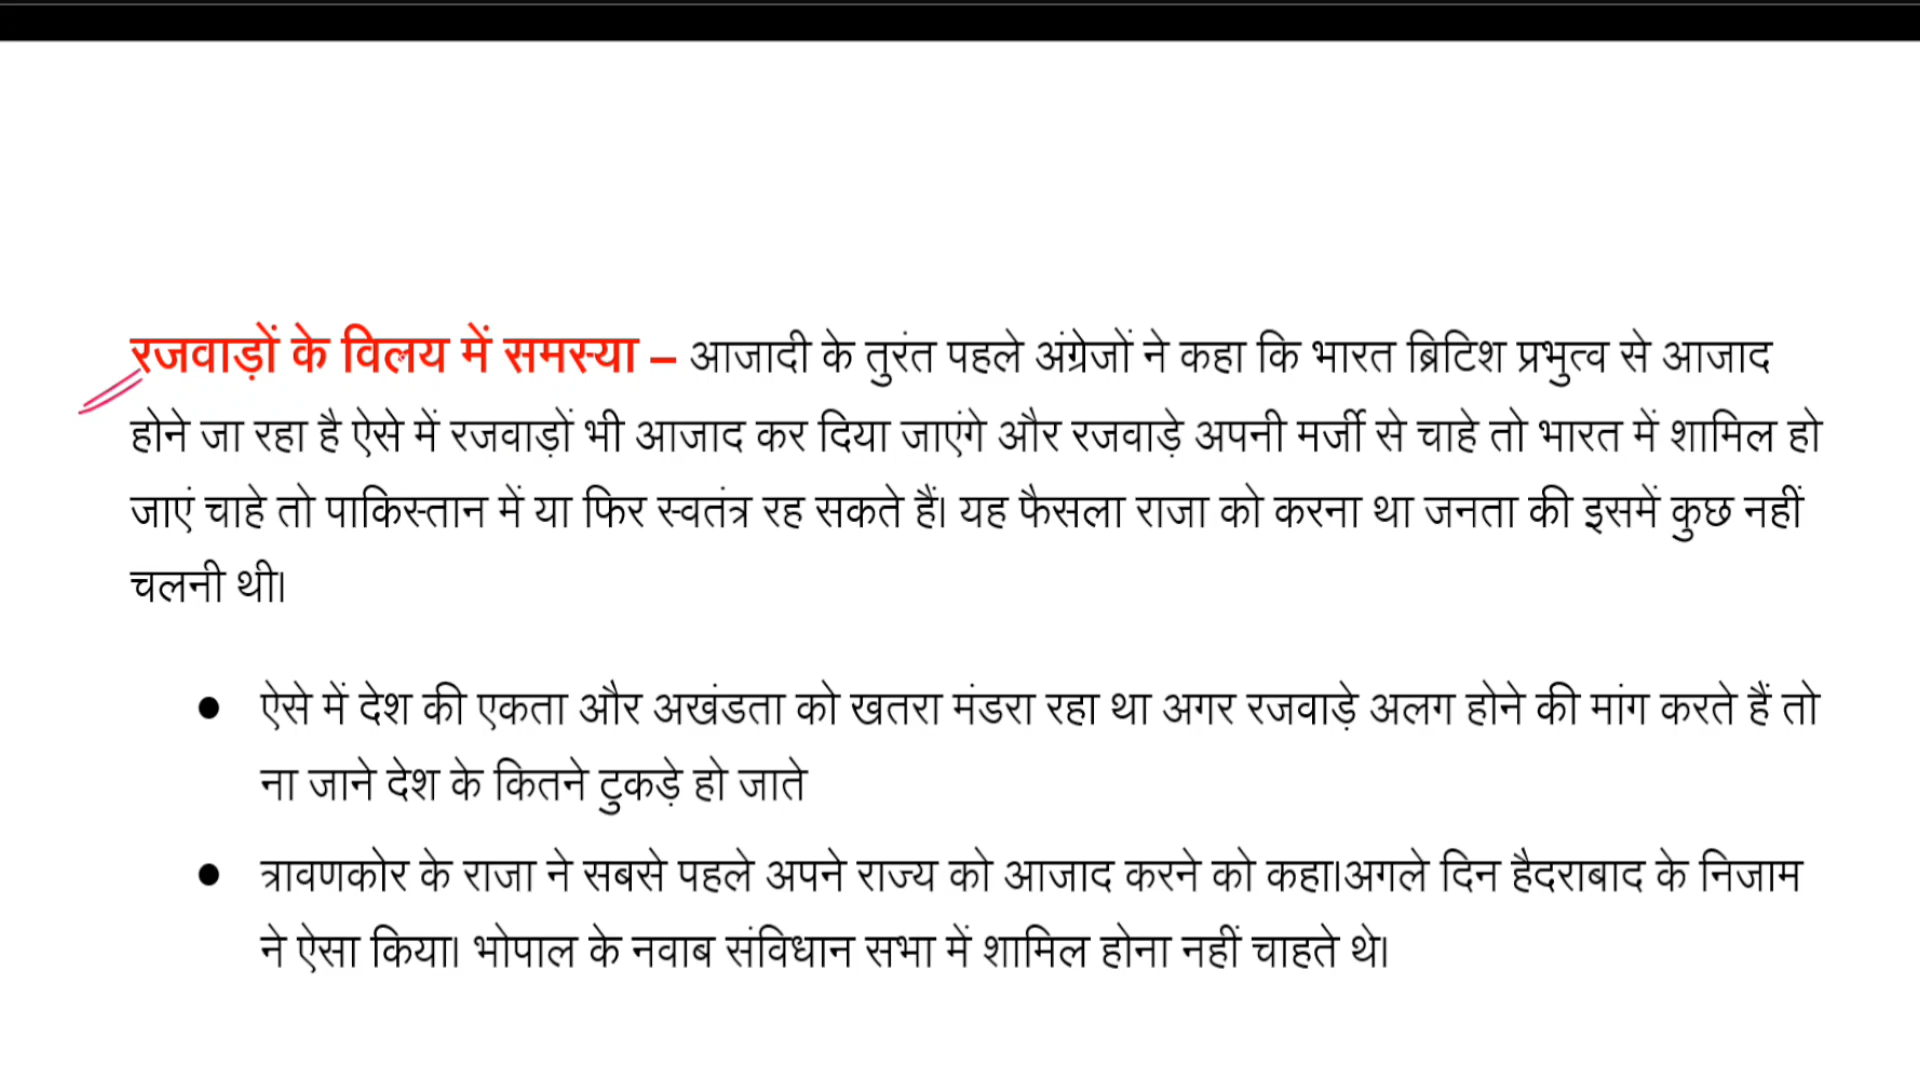 रजवाड़ों के विलय में समस्या – आजादी के तुरंत पहले अंग्रेजों ने कहा कि भारत ब्रिटिश प्रभुत्व से आजाद
होने जा रहा है ऐसे में रजवाड़ों भी आजाद कर दिया जाएंगे और रजवाड़े अपनी मर्जी से चाहे तो भारत में शामिल हो
जाएं चाहे तो पाकिस्तान में या फिर स्वतंत्र रह सकते हैं। यह फैसला राजा को करना था जनता की इसमें कुछ नहीं
चलनी थी।
● ऐसे में देश की एकता और अखंडता को खतरा मंडरा रहा था अगर रजवाड़े अलग होने की मांग करते हैं तो
ना जाने देश के कितने टुकड़े हो जाते
● त्रावणकोर के राजा ने सबसे पहले अपने राज्य को आजाद करने को कहा।अगले दिन हैदराबाद के निजाम
ने ऐसा किया। भोपाल के नवाब संविधान सभा में शामिल होना नहीं चाहते थे।